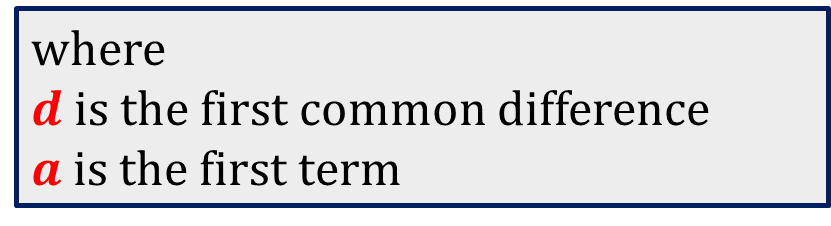 where
d is the first common difference
a is the first term